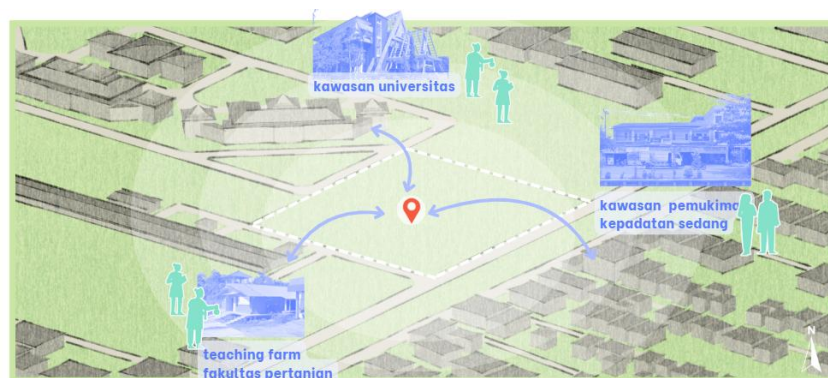 kawasan universitas
kawasan pemukima
kepadatan sedang
teaching farm
fakultas pertanian
N